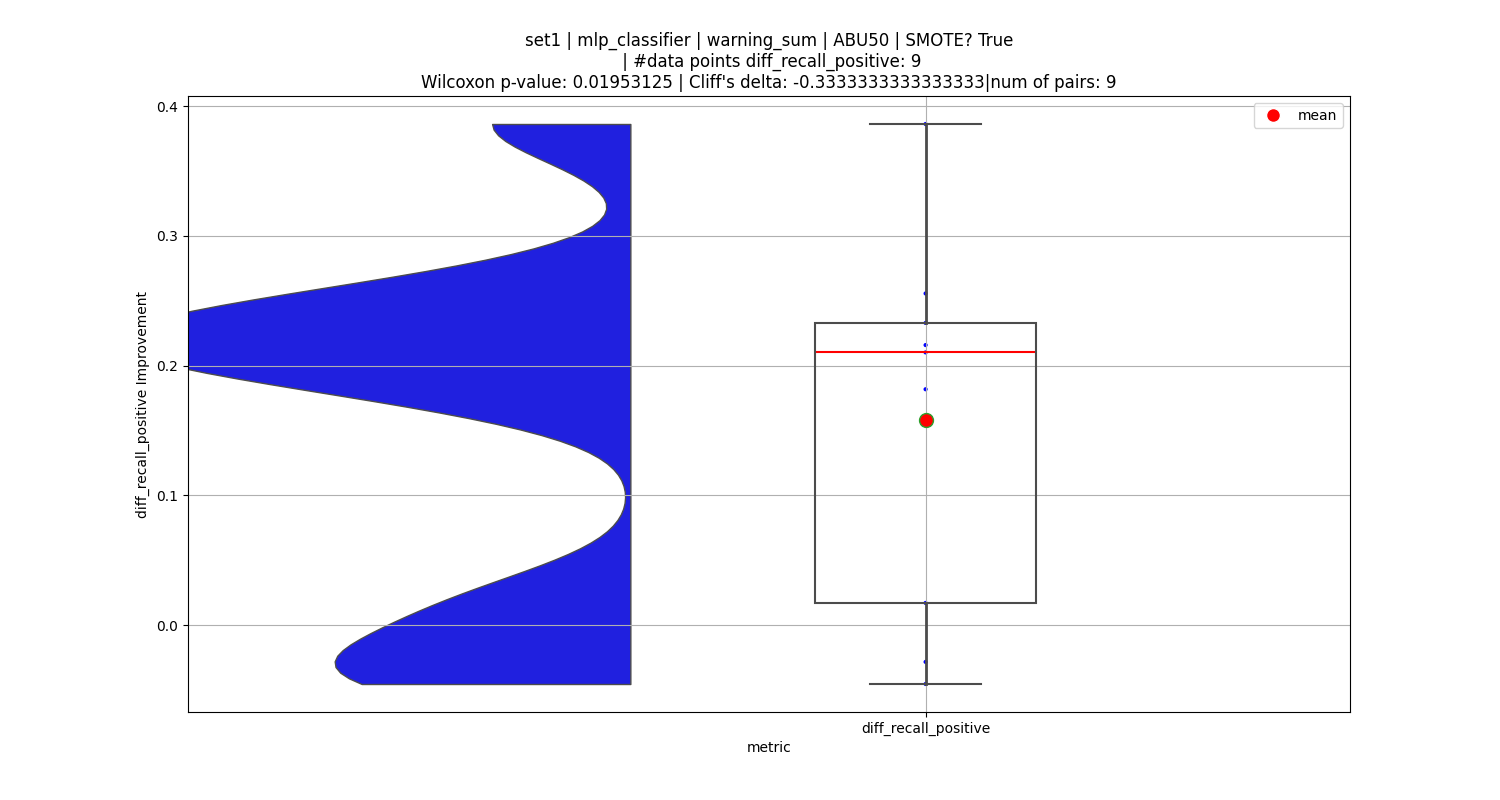 set1 | mlp_classifier | warning_sum | ABU50 | SMOTE? True
| #data points diff_recall_positive: 9
Wilcoxon p-value: 0.01953125 | Cliff's delta: -0.3333333333333333|num of pairs: 9
mean
0.4
0.3
0.2
0.1
0.0
diff_recall_positive Improvement
diff_recall_positive
metric